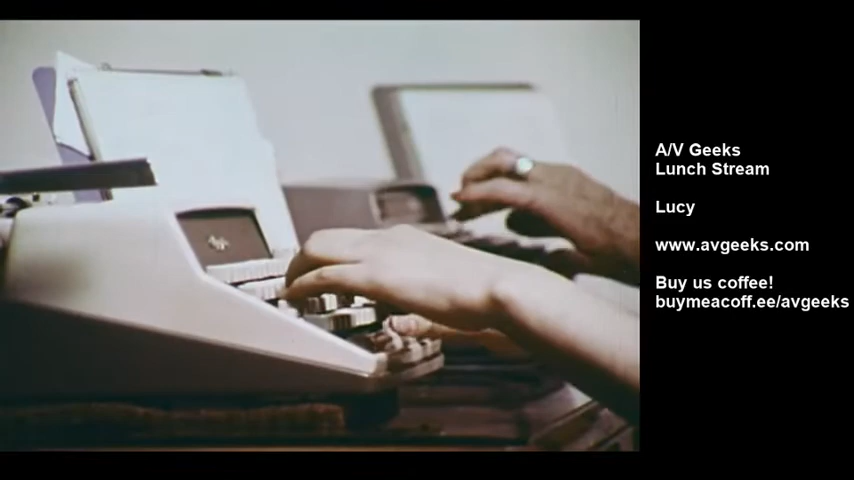 A/V Geeks
Lunch Stream
Lucy
www.avgeeks.com
Buy us coffee!
buymeacoff.ee/avgeeks